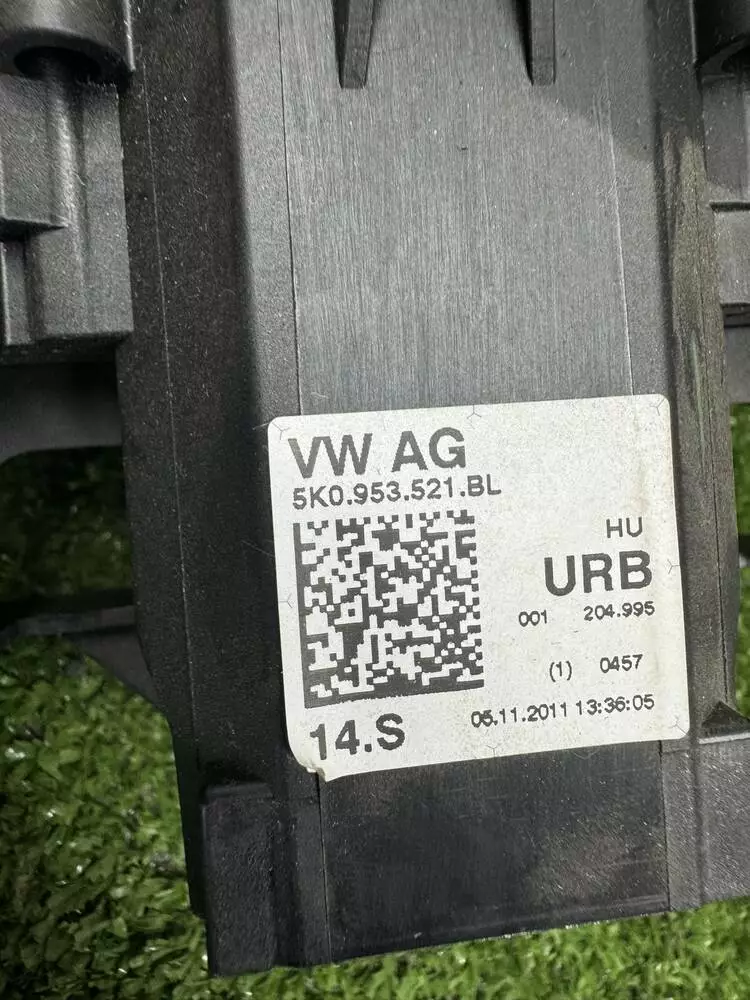 VW AG
5K0.953.521.BL
HU
URB
001 204.995
(1) 0457
14.S
05.11.2011 13:36:05